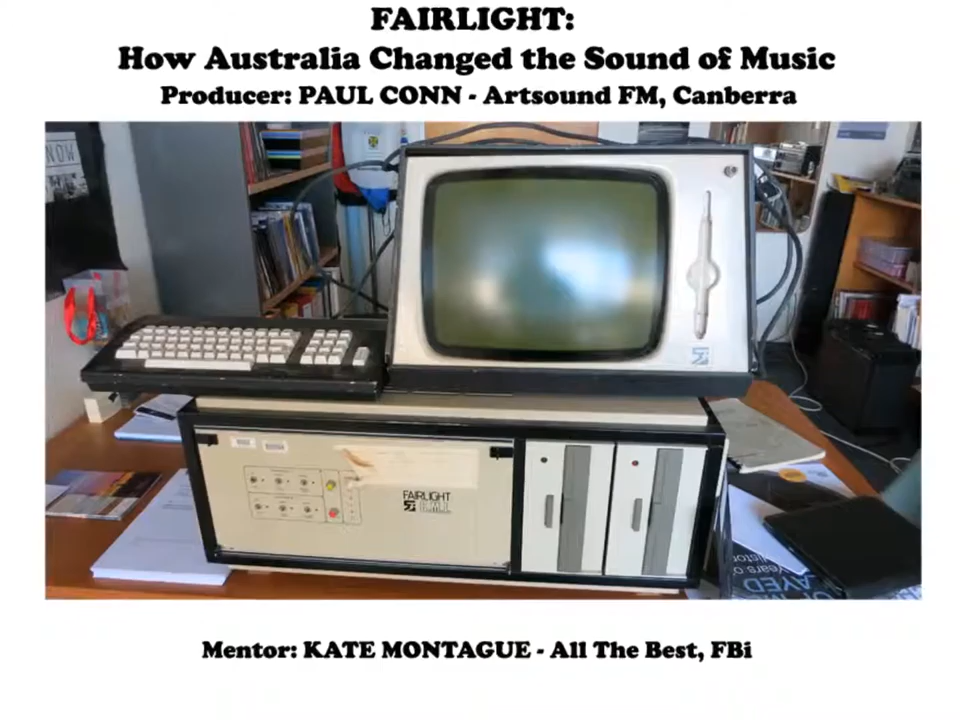 FAIRLIGHT:
How Australia Changed the Sound of Music
Producer: PAUL CONN - Artsound FM, Canberra
NOW
FAIRLIGHT
C.M.I.
Mentor: KATE MONTAGUE - All The Best, FBi